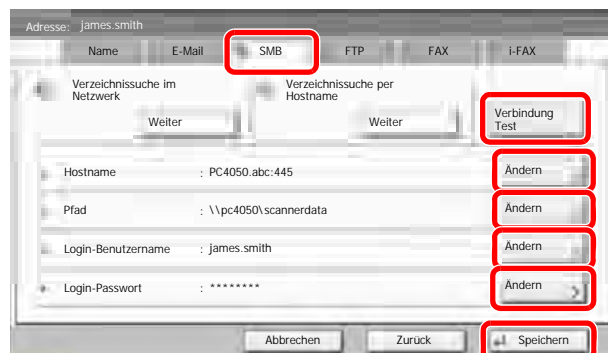 Adresse: james.smith
Name E-Mail SMB FTP FAX i-FAX
Verzeichnissuche im
Netzwerk
Weiter
Verzeichnissuche per
Hostname
Weiter
Verbindung
Test
Hostname : PC4050.abc:445 Ändern
Pfad : \\pc4050\scannerdata Ändern
Login-Benutzername : james.smith Ändern
Login-Passwort : ******** Ändern
Abbrechen Zurück Speichern